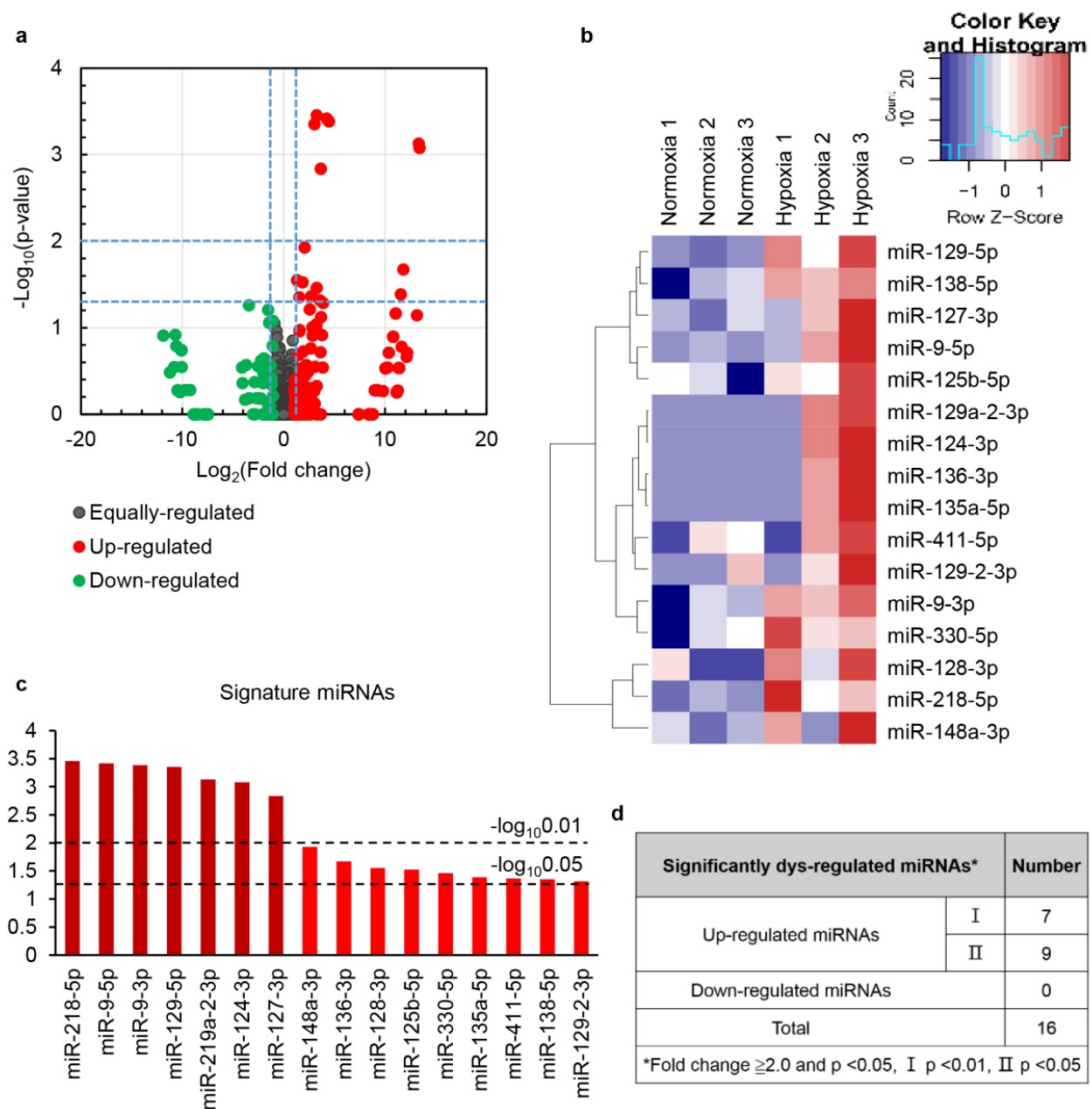 a
4
3
2
1
0
-Log10(p-value)
-20
-10
0
10
20
Log2(Fold change)
Equally-regulated
Up-regulated
Down-regulated
b
Color Key
and Histogram
Count
0
10
20
-1
0
1
Row Z-Score
Normoxia 1
Normoxia 2
Normoxia 3
Hypoxia 1
Hypoxia 2
Hypoxia 3
miR-129-5p
miR-138-5p
miR-127-3p
miR-9-5p
miR-125b-5p
miR-129a-2-3p
miR-124-3p
miR-136-3p
miR-135a-5p
miR-411-5p
miR-129-2-3p
miR-9-3p
miR-330-5p
miR-128-3p
miR-218-5p
miR-148a-3p
c
Signature miRNAs
4
3.5
3
2.5
2
1.5
1
0.5
0
-log10 0.01
-log10 0.05
miR-218-5p
miR-9-5p
miR-9-3p
miR-129-5p
miR-219a-2-3p
miR-124-3p
miR-127-3p
miR-148a-3p
miR-136-3p
miR-128-3p
miR-125b-5p
miR-330-5p
miR-135a-5p
miR-411-5p
miR-138-5p
miR-129-2-3p
d
Significantly dys-regulated miRNAs* Number
Up-regulated miRNAs Ⅰ 7
Ⅱ 9
Down-regulated miRNAs 0
Total 16
*Fold change ≧2.0 and p <0.05, Ⅰ p <0.01, Ⅱ p <0.05